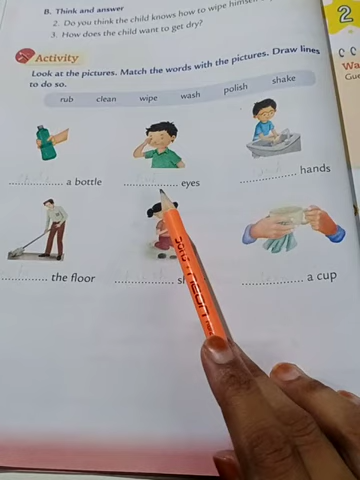 B. Think and answer
2. Do you think the child knows how to wipe
3. How does the child want to get dry?
2
Activity
Look at the pictures. Match the words with the pictures. Draw lines
to do so.
rub clean wipe wash polish shake
a bottle eyes hands
the floor a cup